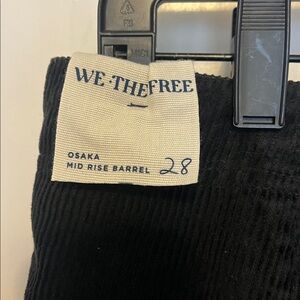 WE·THE FREE
OSAKA
MID RISE BARREL 28